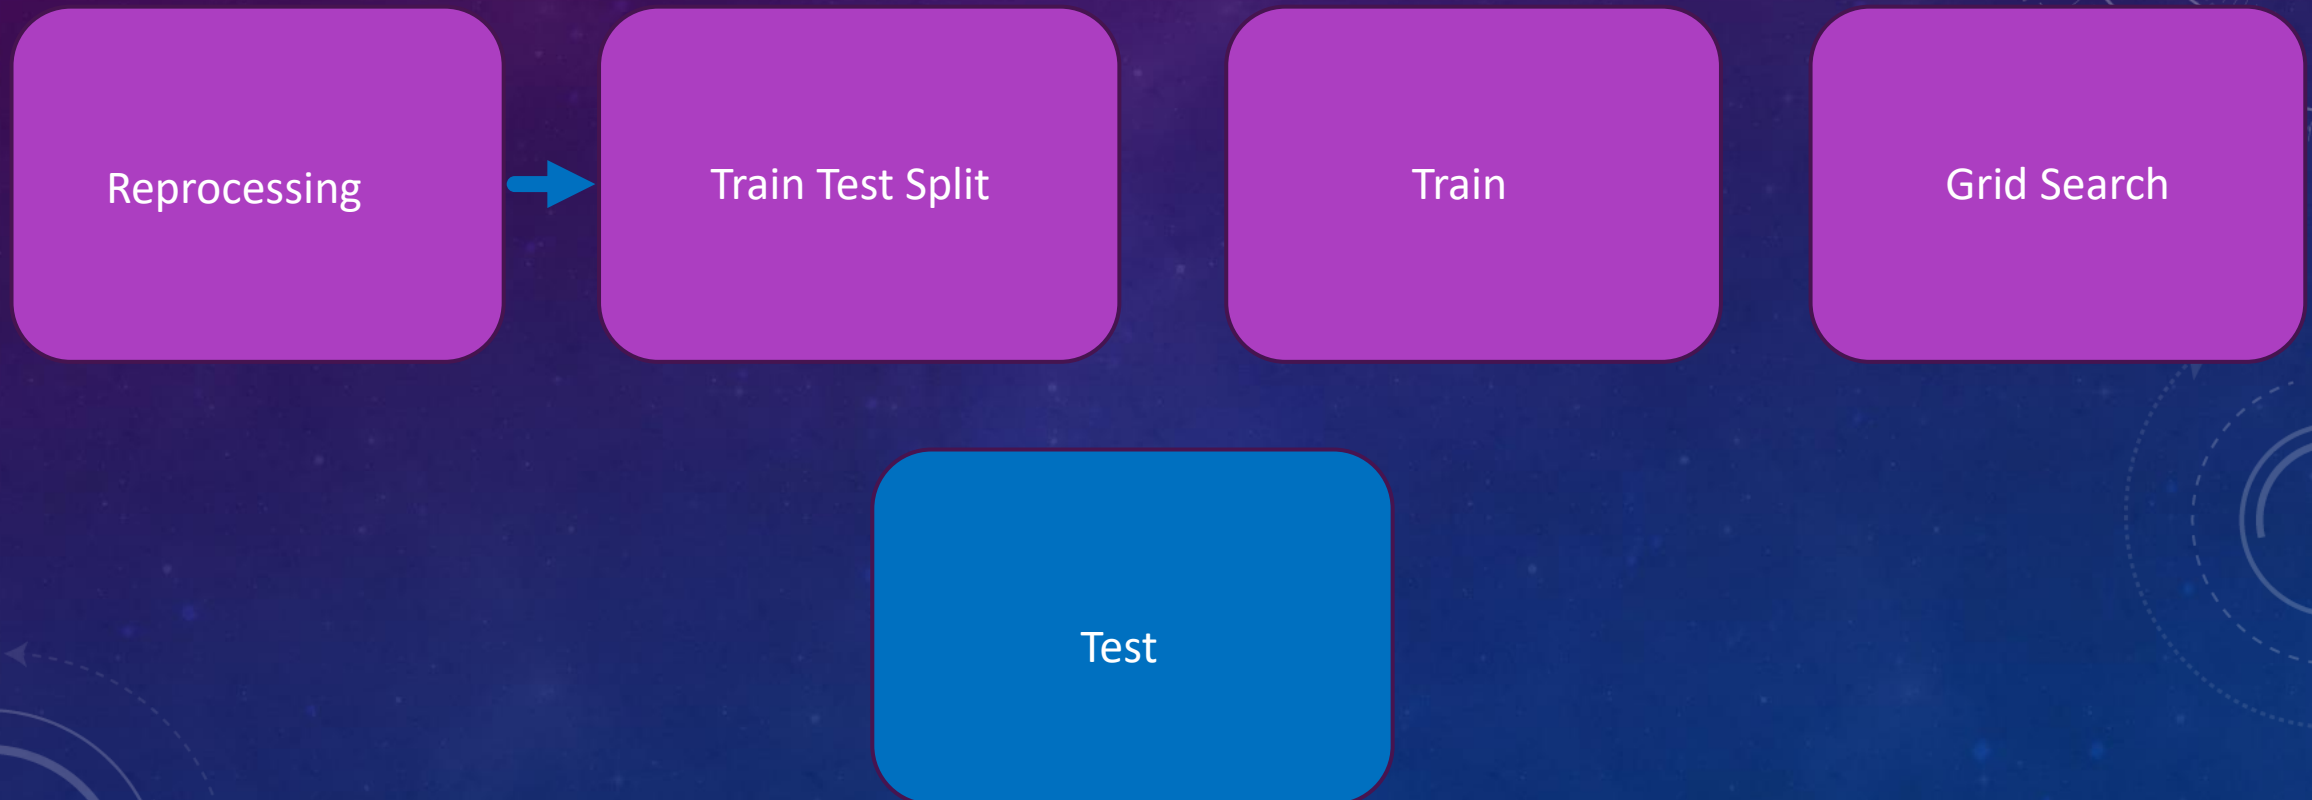 Reprocessing
Train Test Split
Train
Grid Search
Test